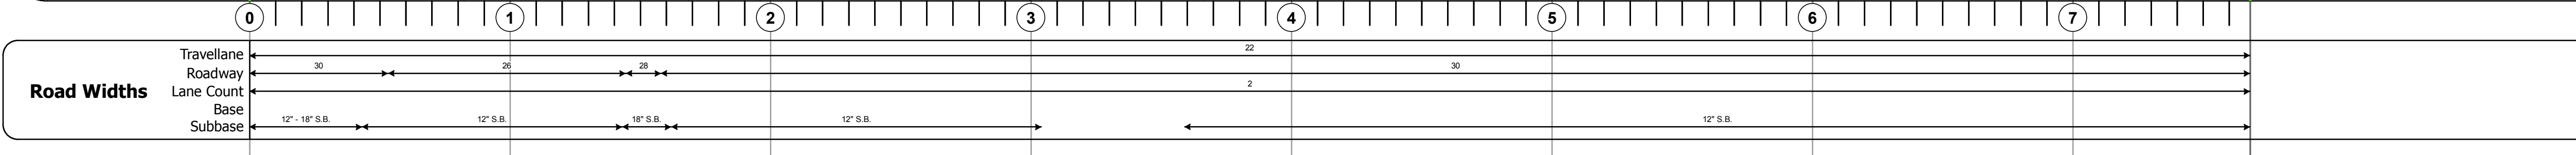 0 1 2 3 4 5 6 7
Travellane 22
Roadway 30 26 28 30
Road Widths
Lane Count 2
Base
Subbase 12" - 18" S.B. 12" S.B. 18" S.B. 12" S.B. 12" S.B.